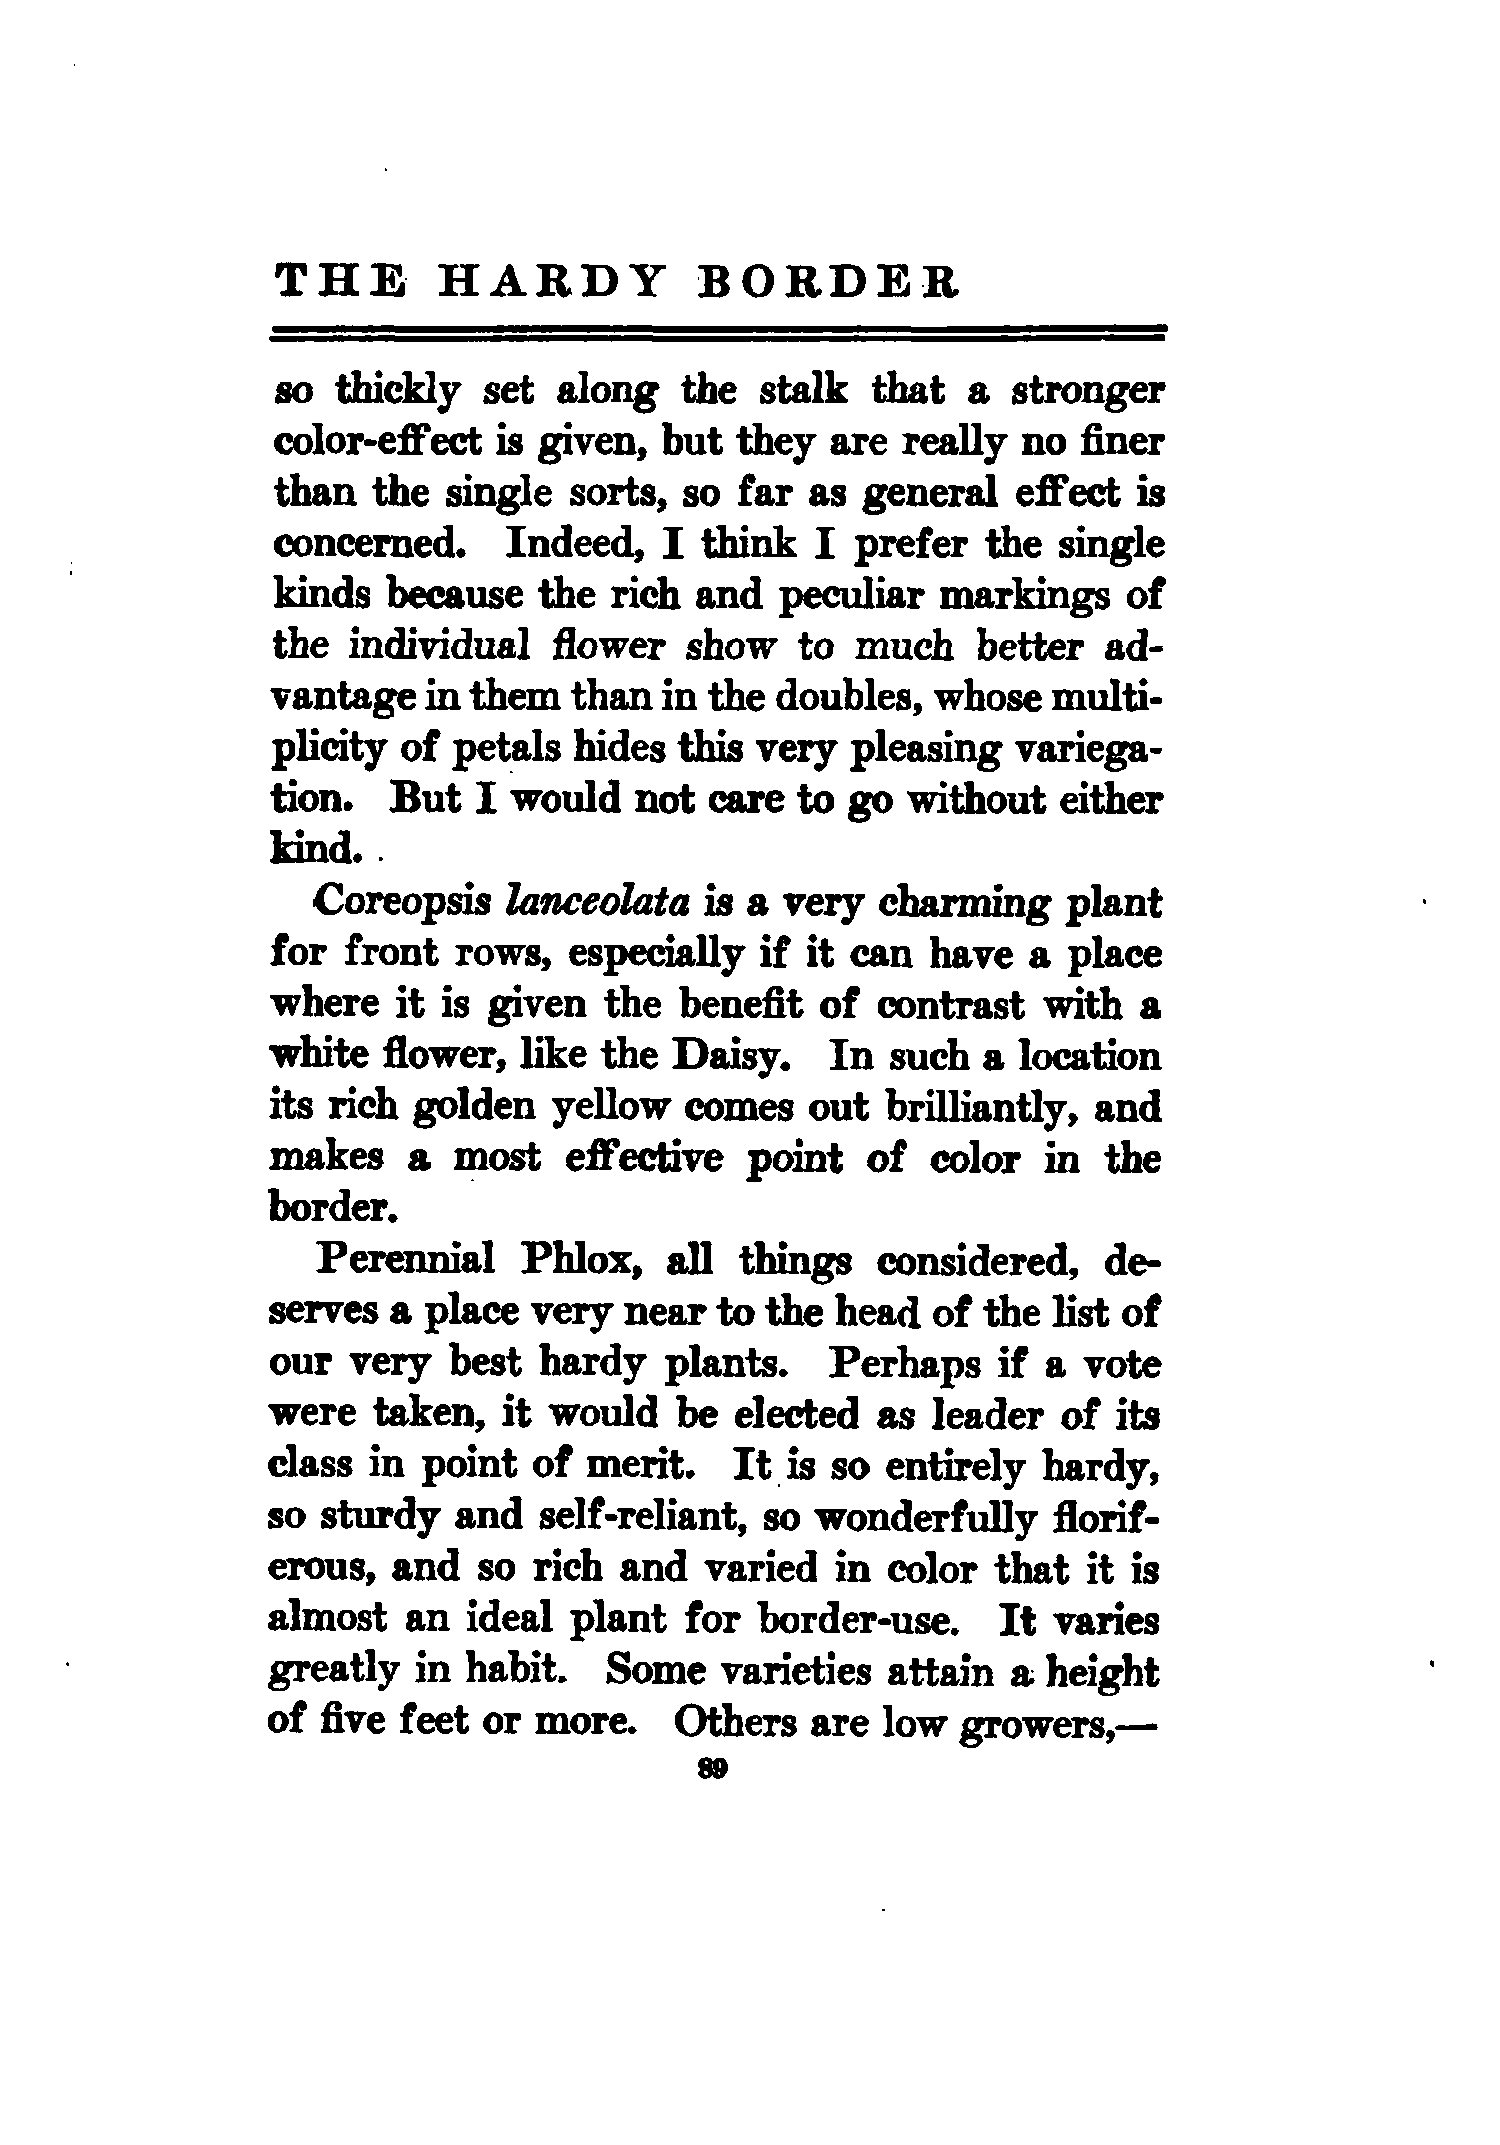 THE HARDY BORDER
so thickly set along the stalk that a stronger
color-effect is given, but they are really no finer
than the single sorts, so far as general effect is
concerned. Indeed, I think I prefer the single
kinds because the rich and peculiar markings of
the individual flower show to much better ad-
vantage in them than in the doubles, whose multi-
plicity of petals hides this very pleasing variega-
tion. But I would not care to go without either
kind.
Coreopsis lanceolata is a very charming plant
for front rows, especially if it can have a place
where it is given the benefit of contrast with a
white flower, like the Daisy. In such a location
its rich golden yellow comes out brilliantly, and
makes a most effective point of color in the
border.
Perennial Phlox, all things considered, de-
serves a place very near to the head of the list of
our very best hardy plants. Perhaps if a vote
were taken, it would be elected as leader of its
class in point of merit. It is so entirely hardy,
so sturdy and self-reliant, so wonderfully florif-
erous, and so rich and varied in color that it is
almost an ideal plant for border-use. It varies
greatly in habit. Some varieties attain a height
of five feet or more. Others are low growers,—
89